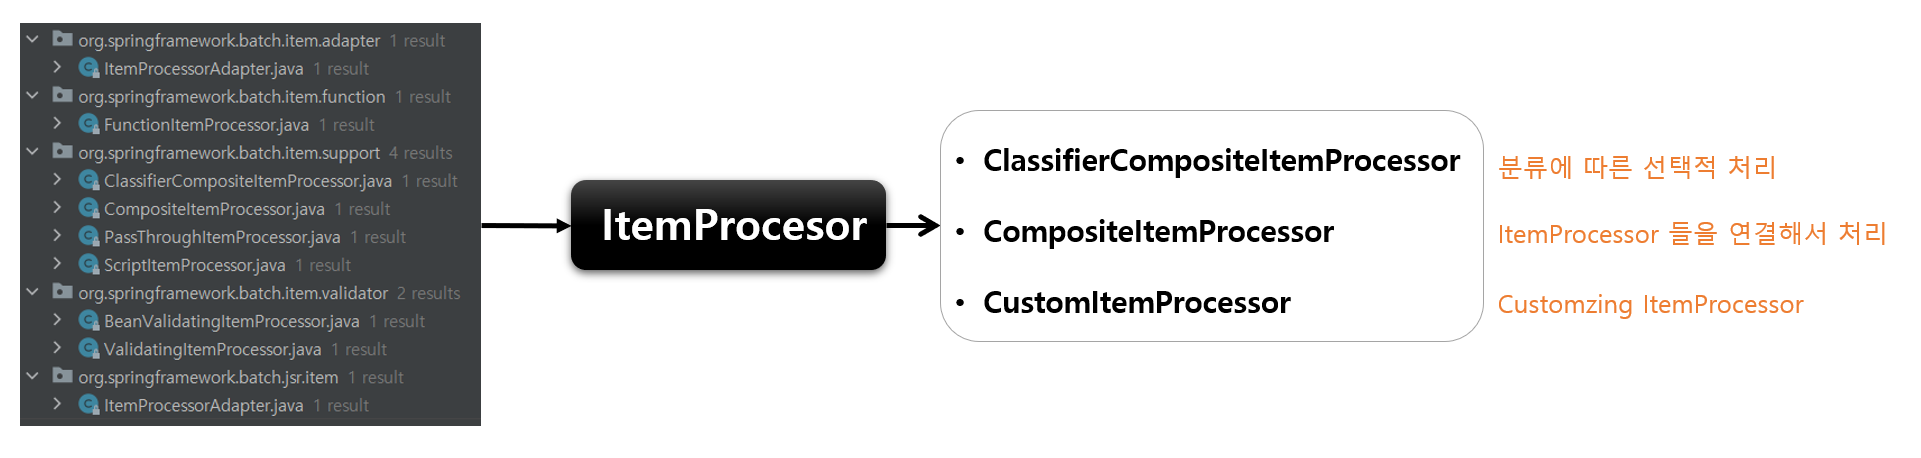 org.springframework.batch.item.adapter 1 result
ItemProcessorAdapter.java 1 result
org.springframework.batch.item.function 1 result
FunctionItemProcessor.java 1 result
org.springframework.batch.item.support 4 results
ClassifierCompositeItemProcessor.java 1 result
CompositeItemProcessor.java 1 result
PassThroughItemProcessor.java 1 result
ScriptItemProcessor.java 1 result
org.springframework.batch.item.validator 2 results
BeanValidatingItemProcessor.java 1 result
ValidatingItemProcessor.java 1 result
org.springframework.batch.jsr.item 1 result
ItemProcessorAdapter.java 1 result
ItemProcesor
• ClassifierCompositeItemProcessor 분류에 따른 선택적 처리
• CompositeItemProcessor ItemProcessor 들을 연결해서 처리
• CustomItemProcessor Customzing ItemProcessor